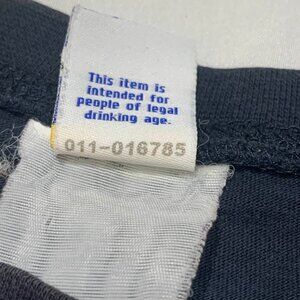 This item is
intended for
people of legal
drinking age.
011-016785